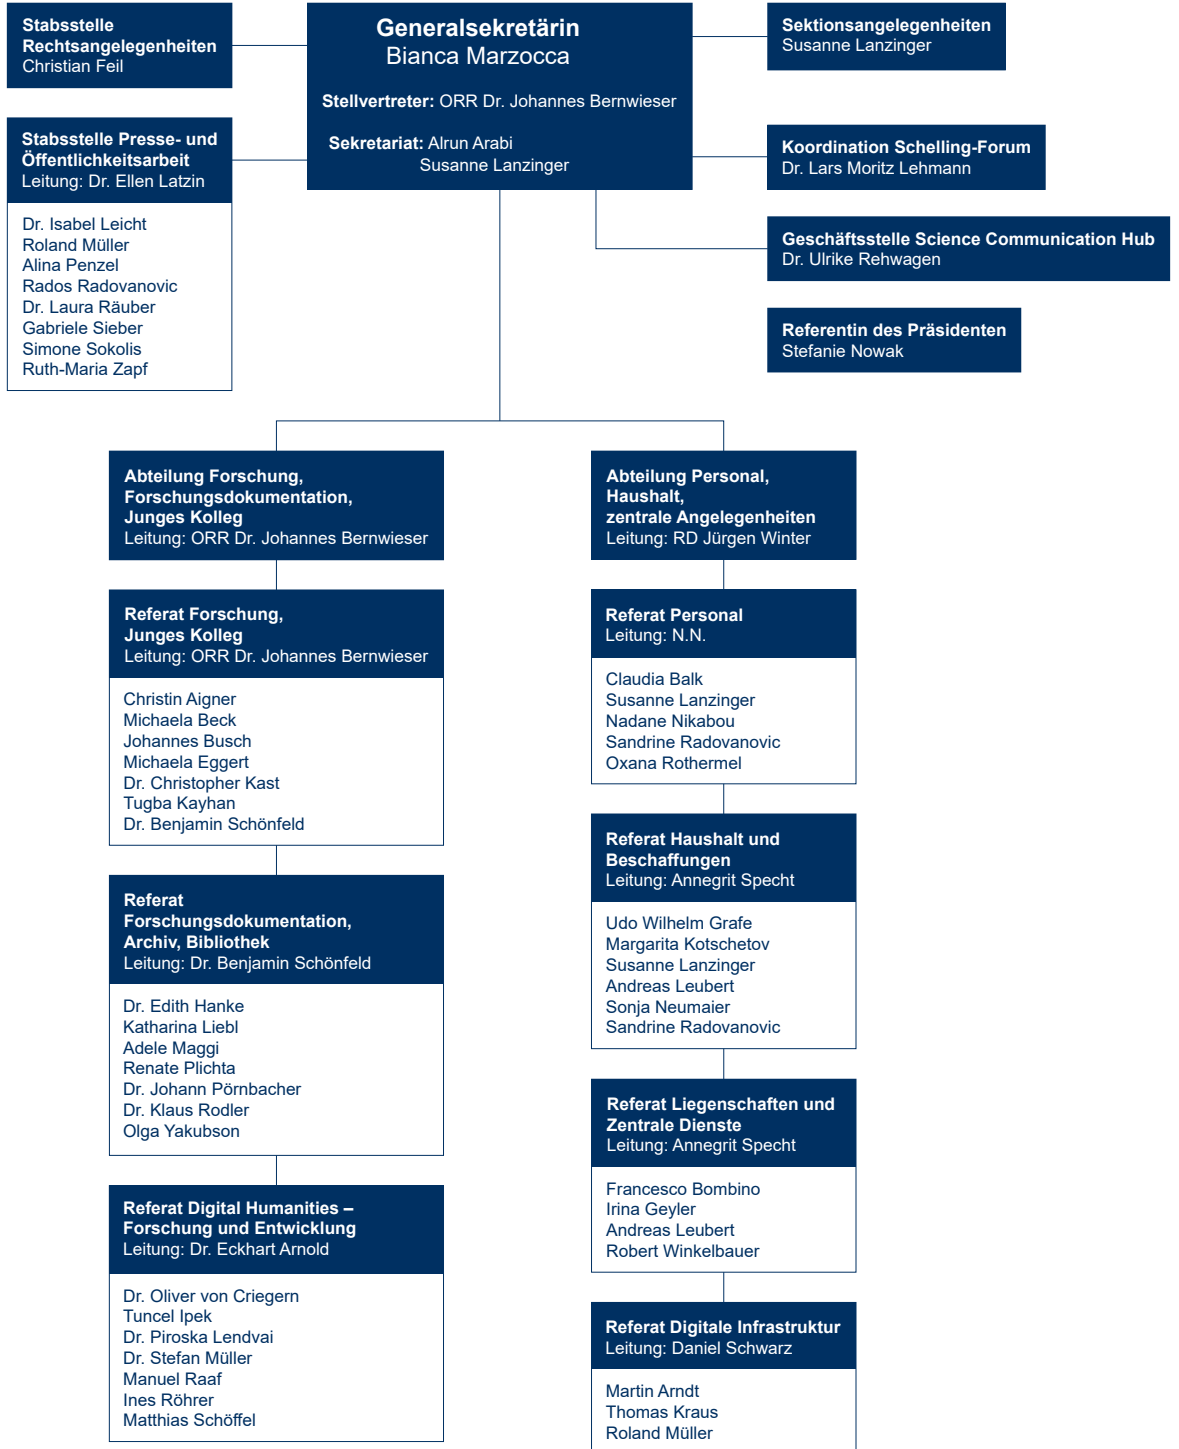 Stabsstelle
Rechtsangelegenheiten
Christian Feil
Generalsekretärin
Bianca Marzocca
Stellvertreter: ORR Dr. Johannes Bernwieser
Sekretariat: Alrun Arabi
Susanne Lanzinger
Sektionsangelegenheiten
Susanne Lanzinger
Stabsstelle Presse- und
Öffentlichkeitsarbeit
Leitung: Dr. Ellen Latzin
Dr. Isabel Leicht
Roland Müller
Alina Penzel
Rados Radovanovic
Dr. Laura Räuber
Gabriele Sieber
Simone Sokolis
Ruth-Maria Zapf
Koordination Schelling-Forum
Dr. Lars Moritz Lehmann
Geschäftsstelle Science Communication Hub
Dr. Ulrike Rehwagen
Referentin des Präsidenten
Stefanie Nowak
Abteilung Forschung,
Forschungsdokumentation,
Junges Kolleg
Leitung: ORR Dr. Johannes Bernwieser
Referat Forschung,
Junges Kolleg
Leitung: ORR Dr. Johannes Bernwieser
Christin Aigner
Michaela Beck
Johannes Busch
Michaela Eggert
Dr. Christopher Kast
Tugba Kayhan
Dr. Benjamin Schönfeld
Referat
Forschungsdokumentation,
Archiv, Bibliothek
Leitung: Dr. Benjamin Schönfeld
Dr. Edith Hanke
Katharina Liebl
Adele Maggi
Renate Plichta
Dr. Johann Pörnbacher
Dr. Klaus Rodler
Olga Yakubson
Referat Digital Humanities –
Forschung und Entwicklung
Leitung: Dr. Eckhart Arnold
Dr. Oliver von Criegern
Tuncel Ipek
Dr. Piroska Lendvai
Dr. Stefan Müller
Manuel Raaf
Ines Röhrer
Matthias Schöffel
Abteilung Personal,
Haushalt,
zentrale Angelegenheiten
Leitung: RD Jürgen Winter
Referat Personal
Leitung: N.N.
Claudia Balk
Susanne Lanzinger
Nadane Nikabou
Sandrine Radovanovic
Oxana Rothermel
Referat Haushalt und
Beschaffungen
Leitung: Annegrit Specht
Udo Wilhelm Grafe
Margarita Kotschetov
Susanne Lanzinger
Andreas Leubert
Sonja Neumaier
Sandrine Radovanovic
Referat Liegenschaften und
Zentrale Dienste
Leitung: Annegrit Specht
Francesco Bombino
Irina Geyler
Andreas Leubert
Robert Winkelbauer
Referat Digitale Infrastruktur
Leitung: Daniel Schwarz
Martin Arndt
Thomas Kraus
Roland Müller